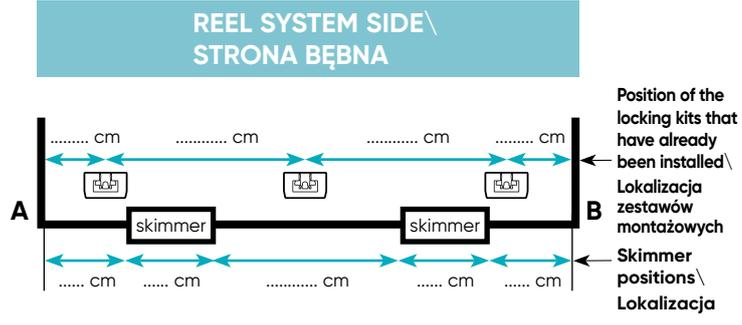 REEL SYSTEM SIDE\
STRONA BĘBNA
Position of the
locking kits that
have already
been installed\
Lokalizacja
zestawów
montażowych
......... cm
............ cm
............ cm
......... cm
A
skimmer
skimmer
B
Skimmer
positions\
Lokalizacja
...... cm
...... cm
............. cm
...... cm
...... cm